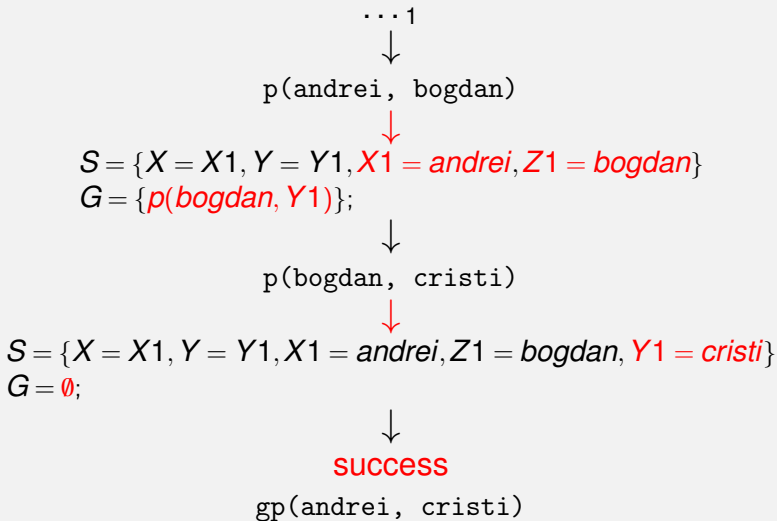 ···1
↓
p(andrei, bogdan)
↓
S = {X = X1, Y = Y1, X1 = andrei, Z1 = bogdan}
G = {p(bogdan, Y1)};
↓
p(bogdan, cristi)
↓
S = {X = X1, Y = Y1, X1 = andrei, Z1 = bogdan, Y1 = cristi}
G = ∅;
↓
success
gp(andrei, cristi)